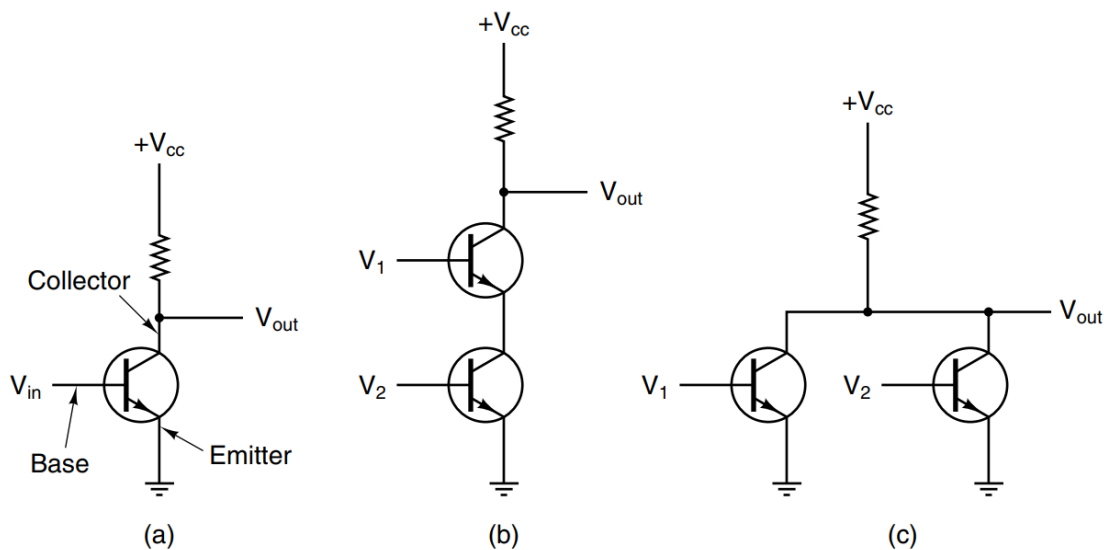 +Vcc
Collector
Vout
Vin
Base
Emitter
(a)
+Vcc
Vout
V1
V2
(b)
+Vcc
Vout
V1
V2
(c)